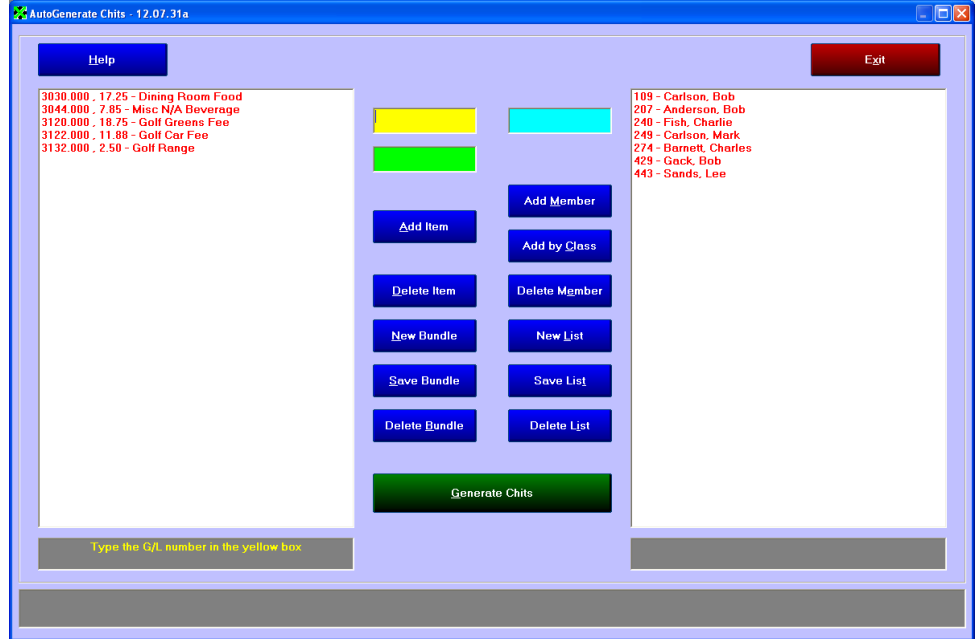 AutoGenerate Chits - 12.07.31a
Help
Exit
3030.000 , 17.25 - Dining Room Food
3044.000 , 7.85 - Misc N/A Beverage
3120.000 , 18.75 - Golf Greens Fee
3122.000 , 11.88 - Golf Car Fee
3132.000 , 2.50 - Golf Range
109 - Carlson, Bob
207 - Anderson, Bob
240 - Fish, Charlie
249 - Carlson, Mark
274 - Barnett, Charles
429 - Gack, Bob
443 - Sands, Lee
Add Member
Add Item
Add by Class
Delete Item
Delete Member
New Bundle
New List
Save Bundle
Save List
Delete Bundle
Delete List
Generate Chits
Type the G/L number in the yellow box